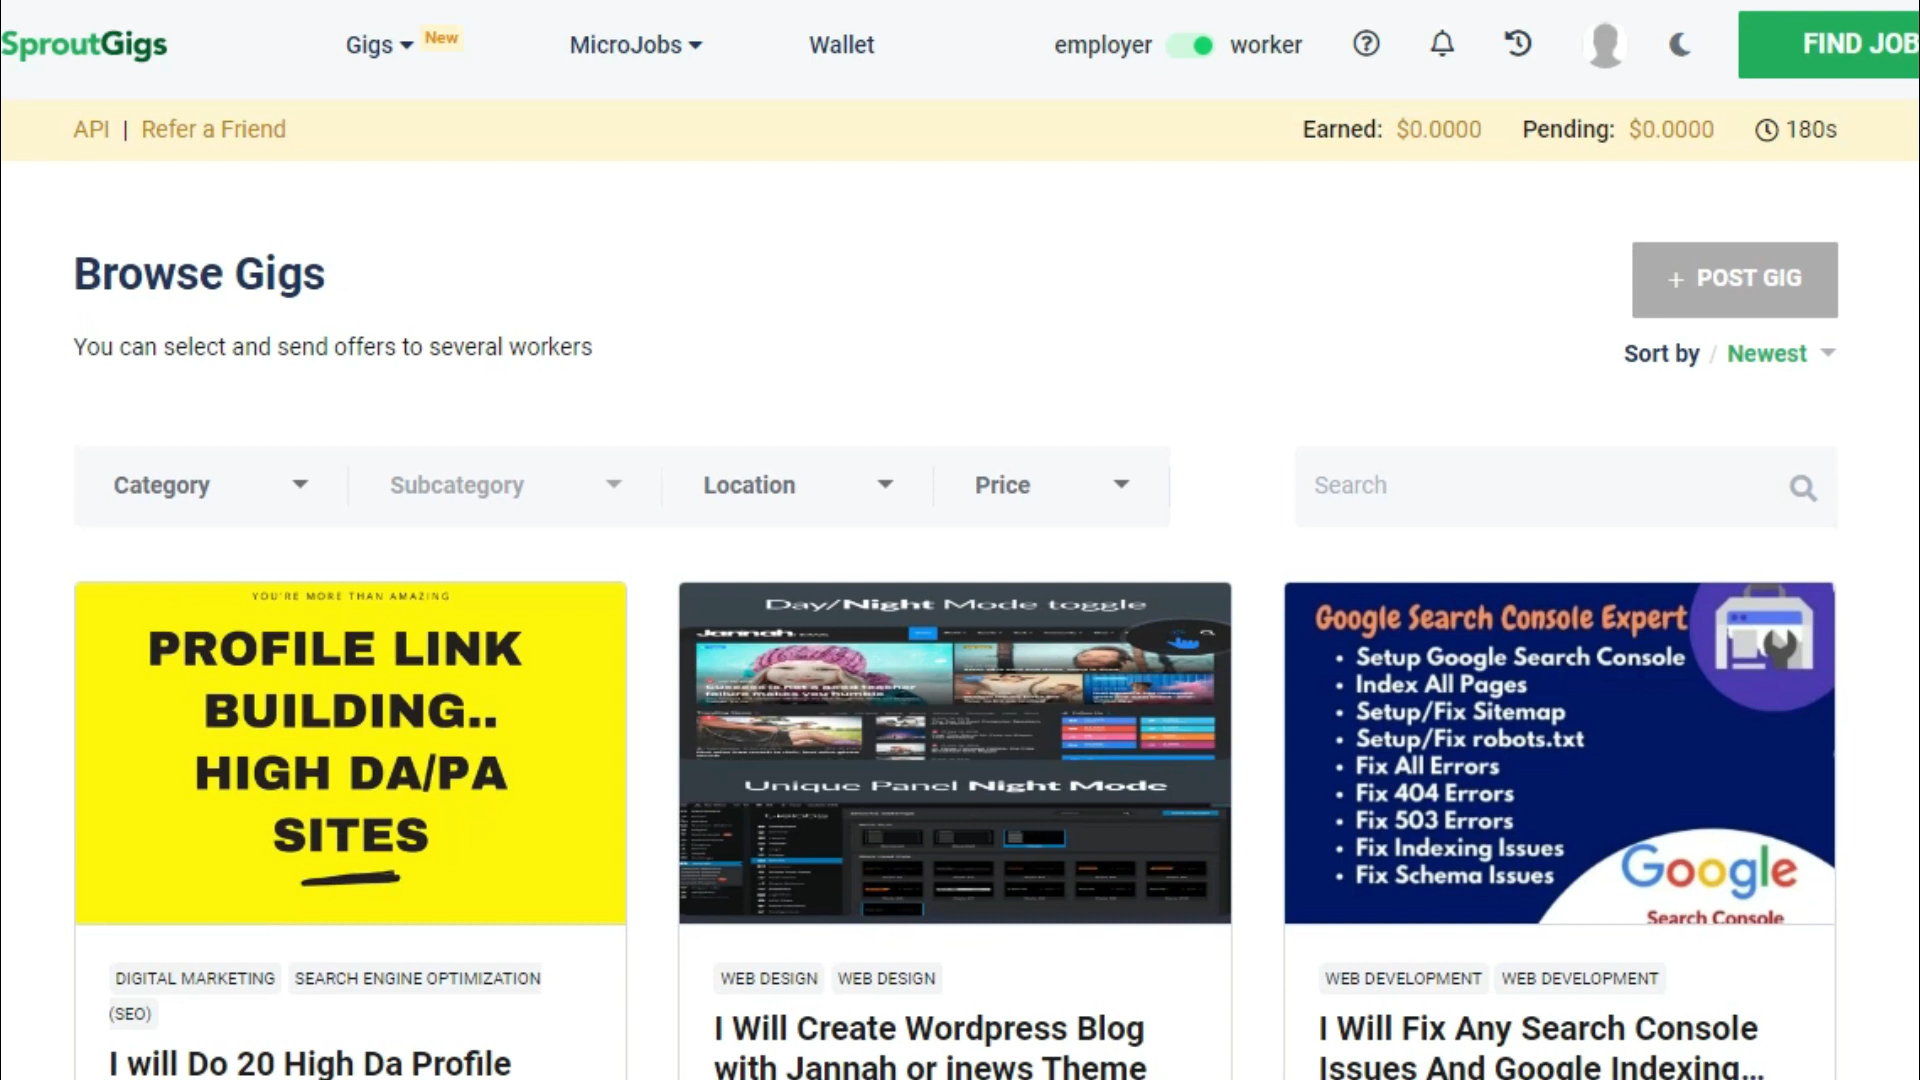 SproutGigs
Gigs New MicroJobs Wallet employer worker FIND JOB
API | Refer a Friend Earned: $0.0000 Pending: $0.0000 180s
Browse Gigs
+ POST GIG
You can select and send offers to several workers
Sort by / Newest
Category Subcategory Location Price Search
YOU'RE MORE THAN AMAZING
PROFILE LINK
BUILDING..
HIGH DA/PA
SITES
DIGITAL MARKETING SEARCH ENGINE OPTIMIZATION
(SEO)
I will Do 20 High Da Profile
Day/Night Mode toggle
Jannah
Unique Panel Night Mode
WEB DESIGN WEB DESIGN
I Will Create Wordpress Blog
with Jannah or inews Theme
Google Search Console Expert
• Setup Google Search Console
• Index All Pages
• Setup/Fix Sitemap
• Setup/Fix robots.txt
• Fix All Errors
• Fix 404 Errors
• Fix 503 Errors
• Fix Indexing Issues
• Fix Schema Issues
Google
Search Console
WEB DEVELOPMENT WEB DEVELOPMENT
I Will Fix Any Search Console
Issues And Google Indexing...